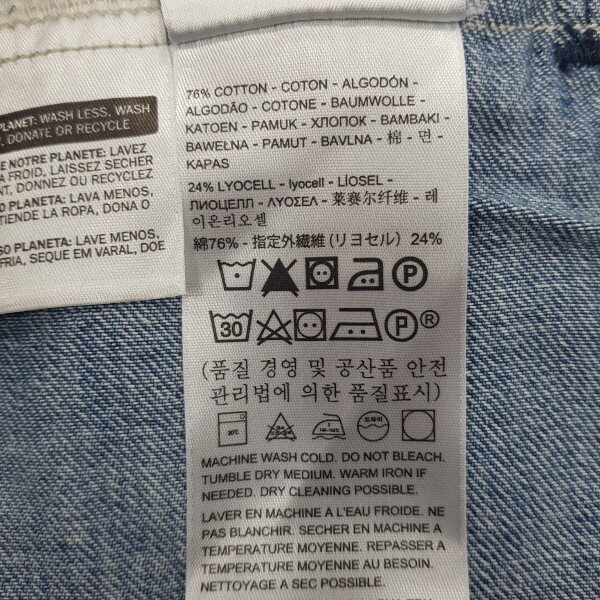 PLANET: WASH LESS, WASH
, DONATE OR RECYCLE
E NOTRE PLANETE: LAVEZ
A FROID, LAISSEZ SECHER
T, DONNEZ OU RECYCLEZ
O PLANETA: LAVA MENOS,
TIENDE LA ROPA, DONA O
SO PLANETA: LAVE MENOS,
FRIA, SEQUE EM VARAL, DOE
76% COTTON - COTON - ALGODÓN -
ALGODÃO - COTONE - BAUMWOLLE -
KATOEN - PAMUK - ХЛОПОК - BAMBAKI -
BAWEŁNA - PAMUT - BAVLNA - 棉 - 면 -
KAPAS
24% LYOCELL - lyocell - LİOSEL -
ЛИОЦЕЛЛ - ΛΥΟΣΕΛ - 莱赛尔纤维 - 레
이온리오셀
綿76% - 指定外繊維 (リヨセル) 24%
P
30 P®
(품질 경영 및 공산품 안전
관리법에 의한 품질표시)
드라이
MACHINE WASH COLD. DO NOT BLEACH.
TUMBLE DRY MEDIUM. WARM IRON IF
NEEDED. DRY CLEANING POSSIBLE.
LAVER EN MACHINE A L'EAU FROIDE. NE
PAS BLANCHIR. SECHER EN MACHINE A
TEMPERATURE MOYENNE. REPASSER A
TEMPERATURE MOYENNE AU BESOIN.
NETTOYAGE A SEC POSSIBLE.